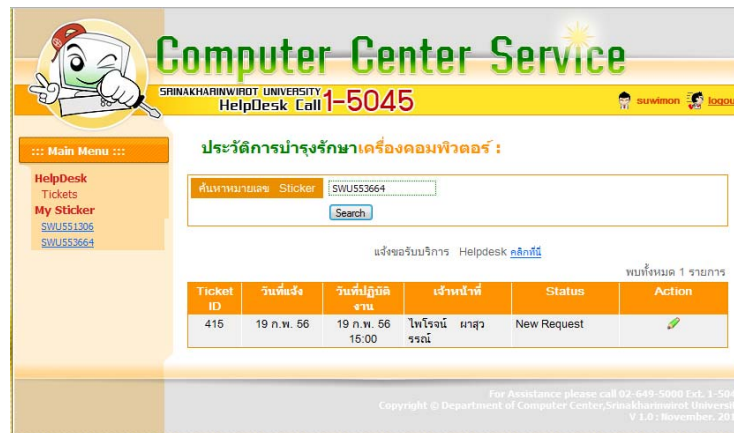 Computer Center Service
SRINAKHARINWIROT UNIVERSITY
HelpDesk Call 1-5045
suwimon logou
::: Main Menu :::
HelpDesk
Tickets
My Sticker
SWU551306
SWU553664
ประวัติการบำรุงรักษาเครื่องคอมพิวเตอร์ :
ค้นหาหมายเลข Sticker SWU553664
Search
แจ้งขอรับบริการ Helpdesk คลิกที่นี่
พบทั้งหมด 1 รายการ
Ticket ID วันที่แจ้ง วันที่ปฏิบัติงาน เจ้าหน้าที่ Status Action
415 19 ก.พ. 56 19 ก.พ. 56 ไพโรจน์ ผาสุว New Request
15:00 รรณ์
For Assistance please call 02-649-5000 Ext. 1-504
Copyright © Department of Computer Center,Srinakharinwirot Universit
V 1.0 : November. 201